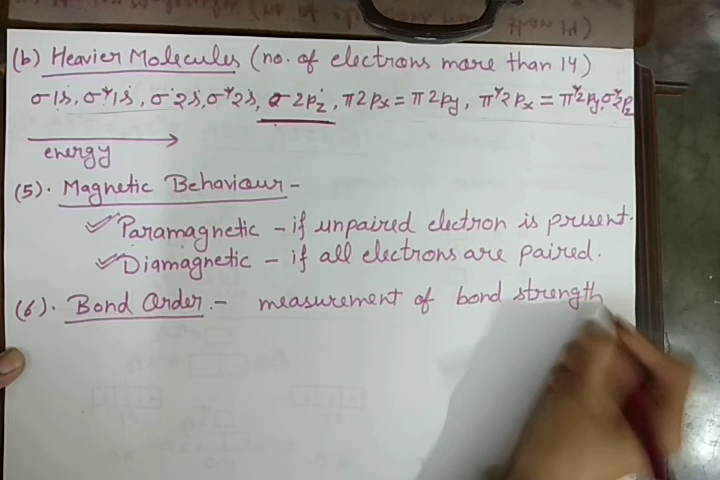 (b) Heavier Molecules (no. of electrons more than 14)
σ1s, σ*1s, σ2s, σ*2s, σ2pz, π2px = π2py, π*2px = π*2py, σ*2pz
energy
(5). Magnetic Behaviour -
Paramagnetic - if unpaired electron is present.
Diamagnetic - if all electrons are paired.
(6). Bond Order. - measurement of bond strength